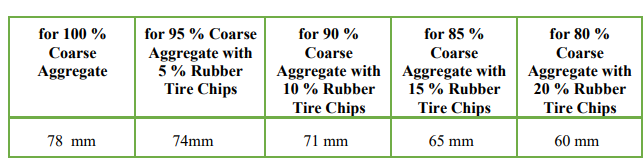 for 100 %
Coarse
Aggregate
for 95 % Coarse
Aggregate with
5 % Rubber
Tire Chips
for 90 %
Coarse
Aggregate with
10 % Rubber
Tire Chips
for 85 %
Coarse
Aggregate with
15 % Rubber
Tire Chips
for 80 %
Coarse
Aggregate with
20 % Rubber
Tire Chips
78 mm
74mm
71 mm
65 mm
60 mm